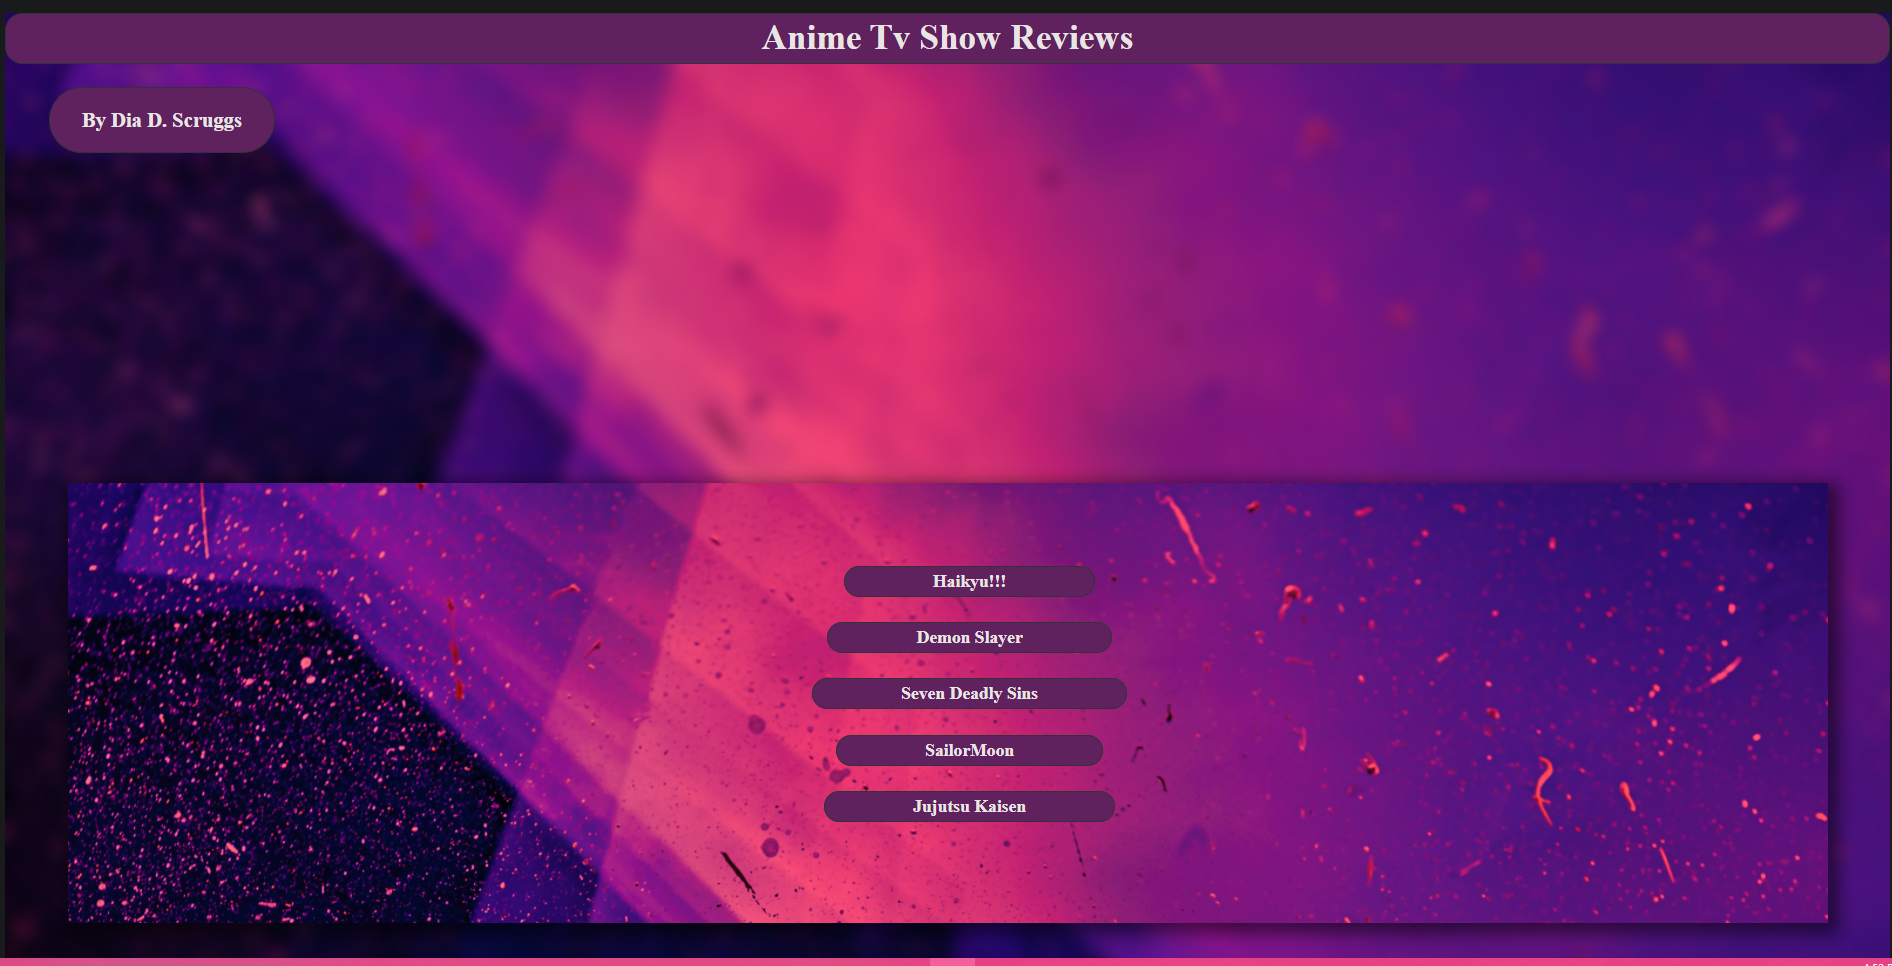 Anime Tv Show Reviews
By Dia D. Scruggs
Haikyu!!!
Demon Slayer
Seven Deadly Sins
SailorMoon
Jujutsu Kaisen